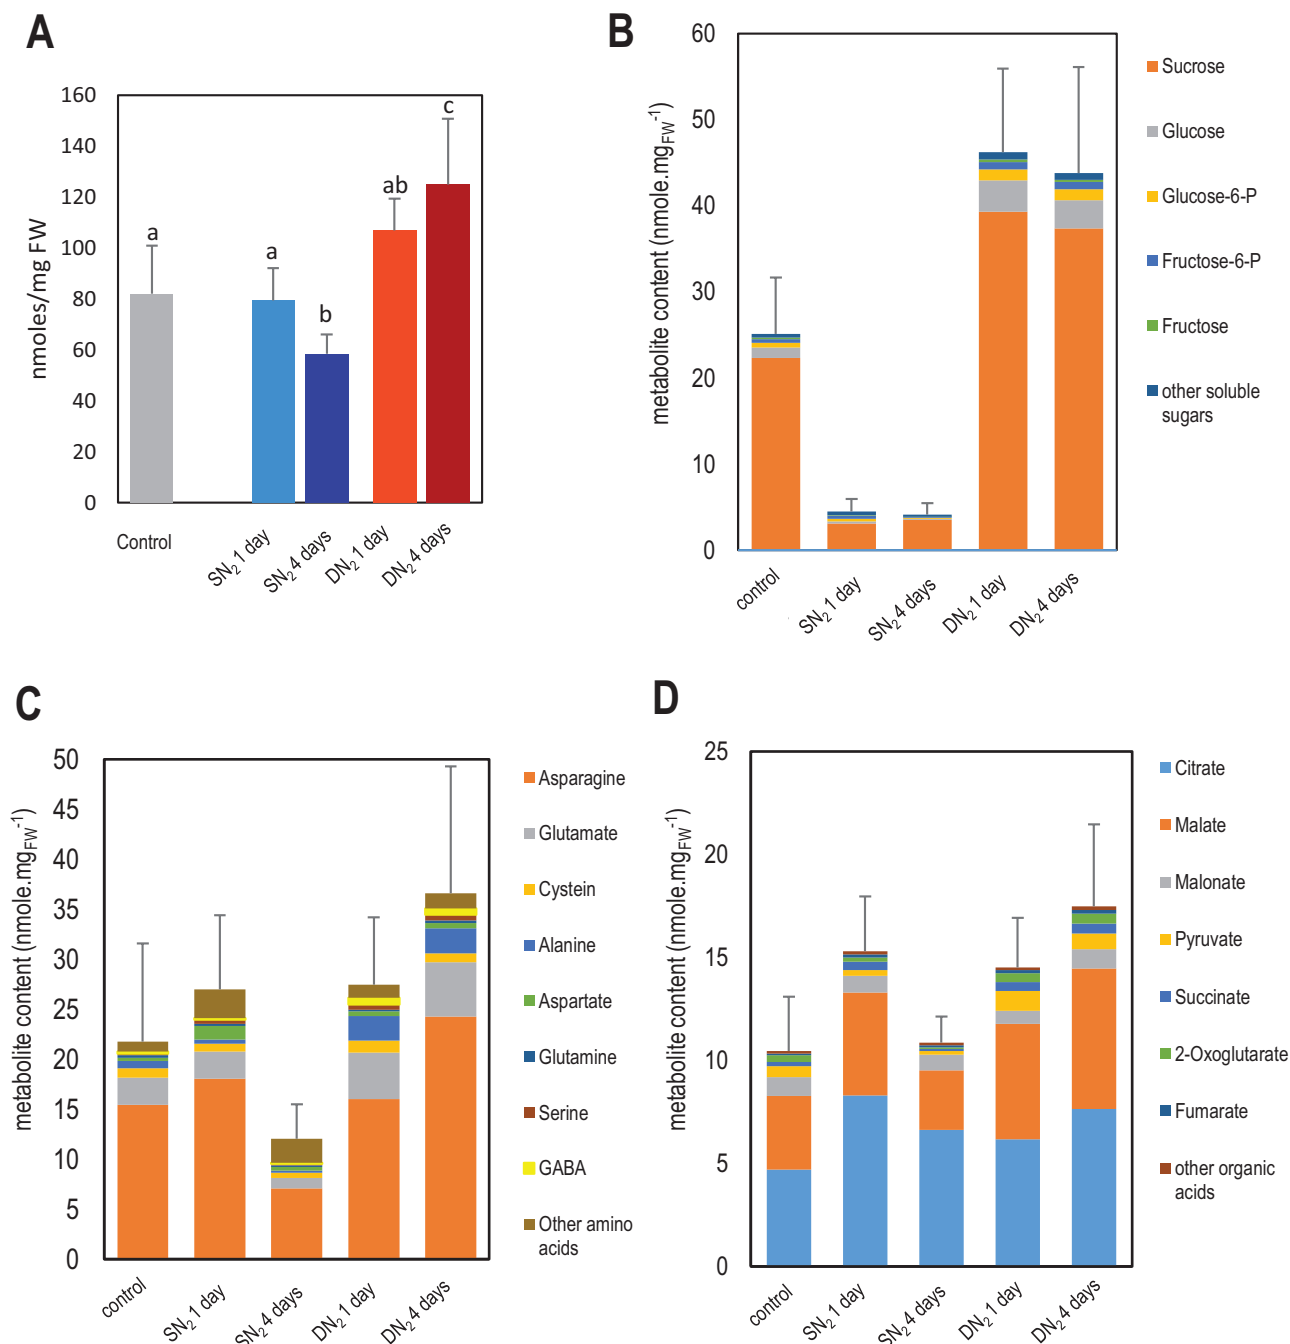 A
160
140
120
100
80
60
40
20
0
nmoles/mg FW
a
a
b
ab
c
Control
SN2 1 day
SN2 4 days
DN2 1 day
DN2 4 days
B
60
50
40
30
20
10
0
metabolite content (nmole.mgFW-1)
control
SN2 1 day
SN2 4 days
DN2 1 day
DN2 4 days
Sucrose
Glucose
Glucose-6-P
Fructose-6-P
Fructose
other soluble
sugars
C
50
45
40
35
30
25
20
15
10
5
0
metabolite content (nmole.mgFW-1)
control
SN2 1 day
SN2 4 days
DN2 1 day
DN2 4 days
Asparagine
Glutamate
Cystein
Alanine
Aspartate
Glutamine
Serine
GABA
Other amino
acids
D
25
20
15
10
5
0
metabolite content (nmole.mgFW-1)
control
SN2 1 day
SN2 4 days
DN2 1 day
DN2 4 days
Citrate
Malate
Malonate
Pyruvate
Succinate
2-Oxoglutarate
Fumarate
other organic
acids